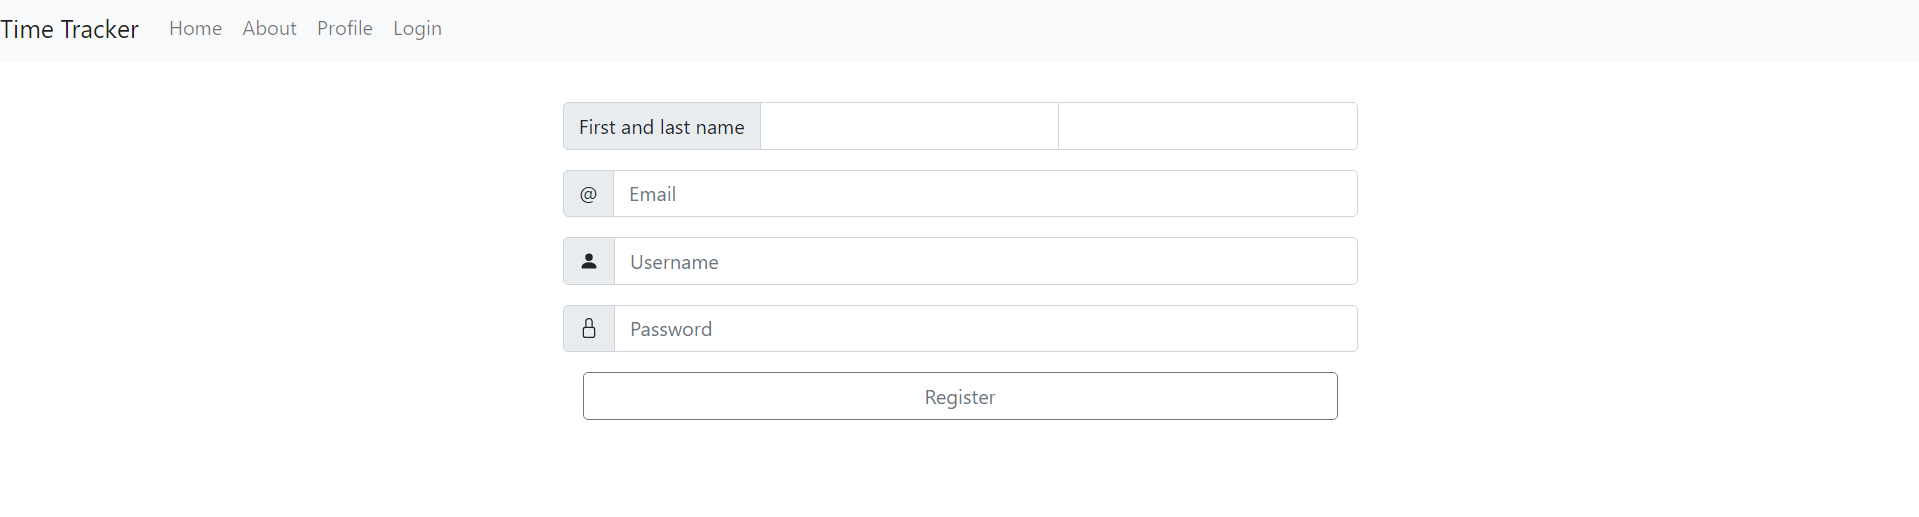 Time Tracker Home About Profile Login
First and last name
@ Email
Username
Password
Register